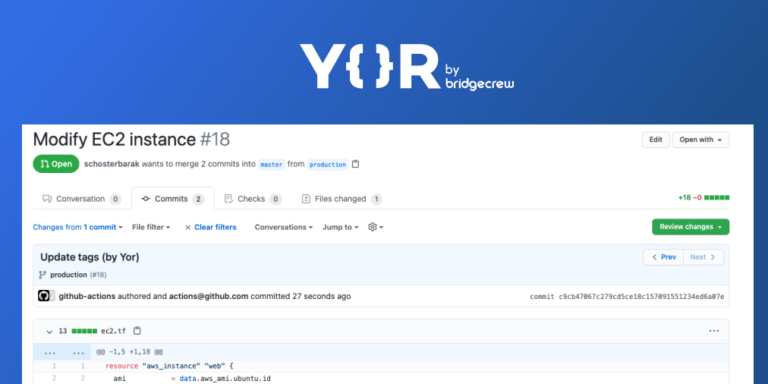 Y{}R by
bridgecrew
Modify EC2 instance #18
Edit
Open with
Open
schosterbarak wants to merge 2 commits into master from production
Conversation 0
Commits 2
Checks 0
Files changed 1
+18 −0
Changes from 1 commit
File filter
× Clear filters
Conversations
Jump to
Review changes
Update tags (by Yor)
< Prev
Next >
production (#18)
github-actions authored and actions@github.com committed 27 seconds ago
commit c9cb47067c279cd5ce18c157091551234ed6a07e
13 ec2.tf
...
... ... @@ -1,5 +1,18 @@
1 1 resource "aws_instance" "web" {
2 2 ami = data.aws_ami.ubuntu.id